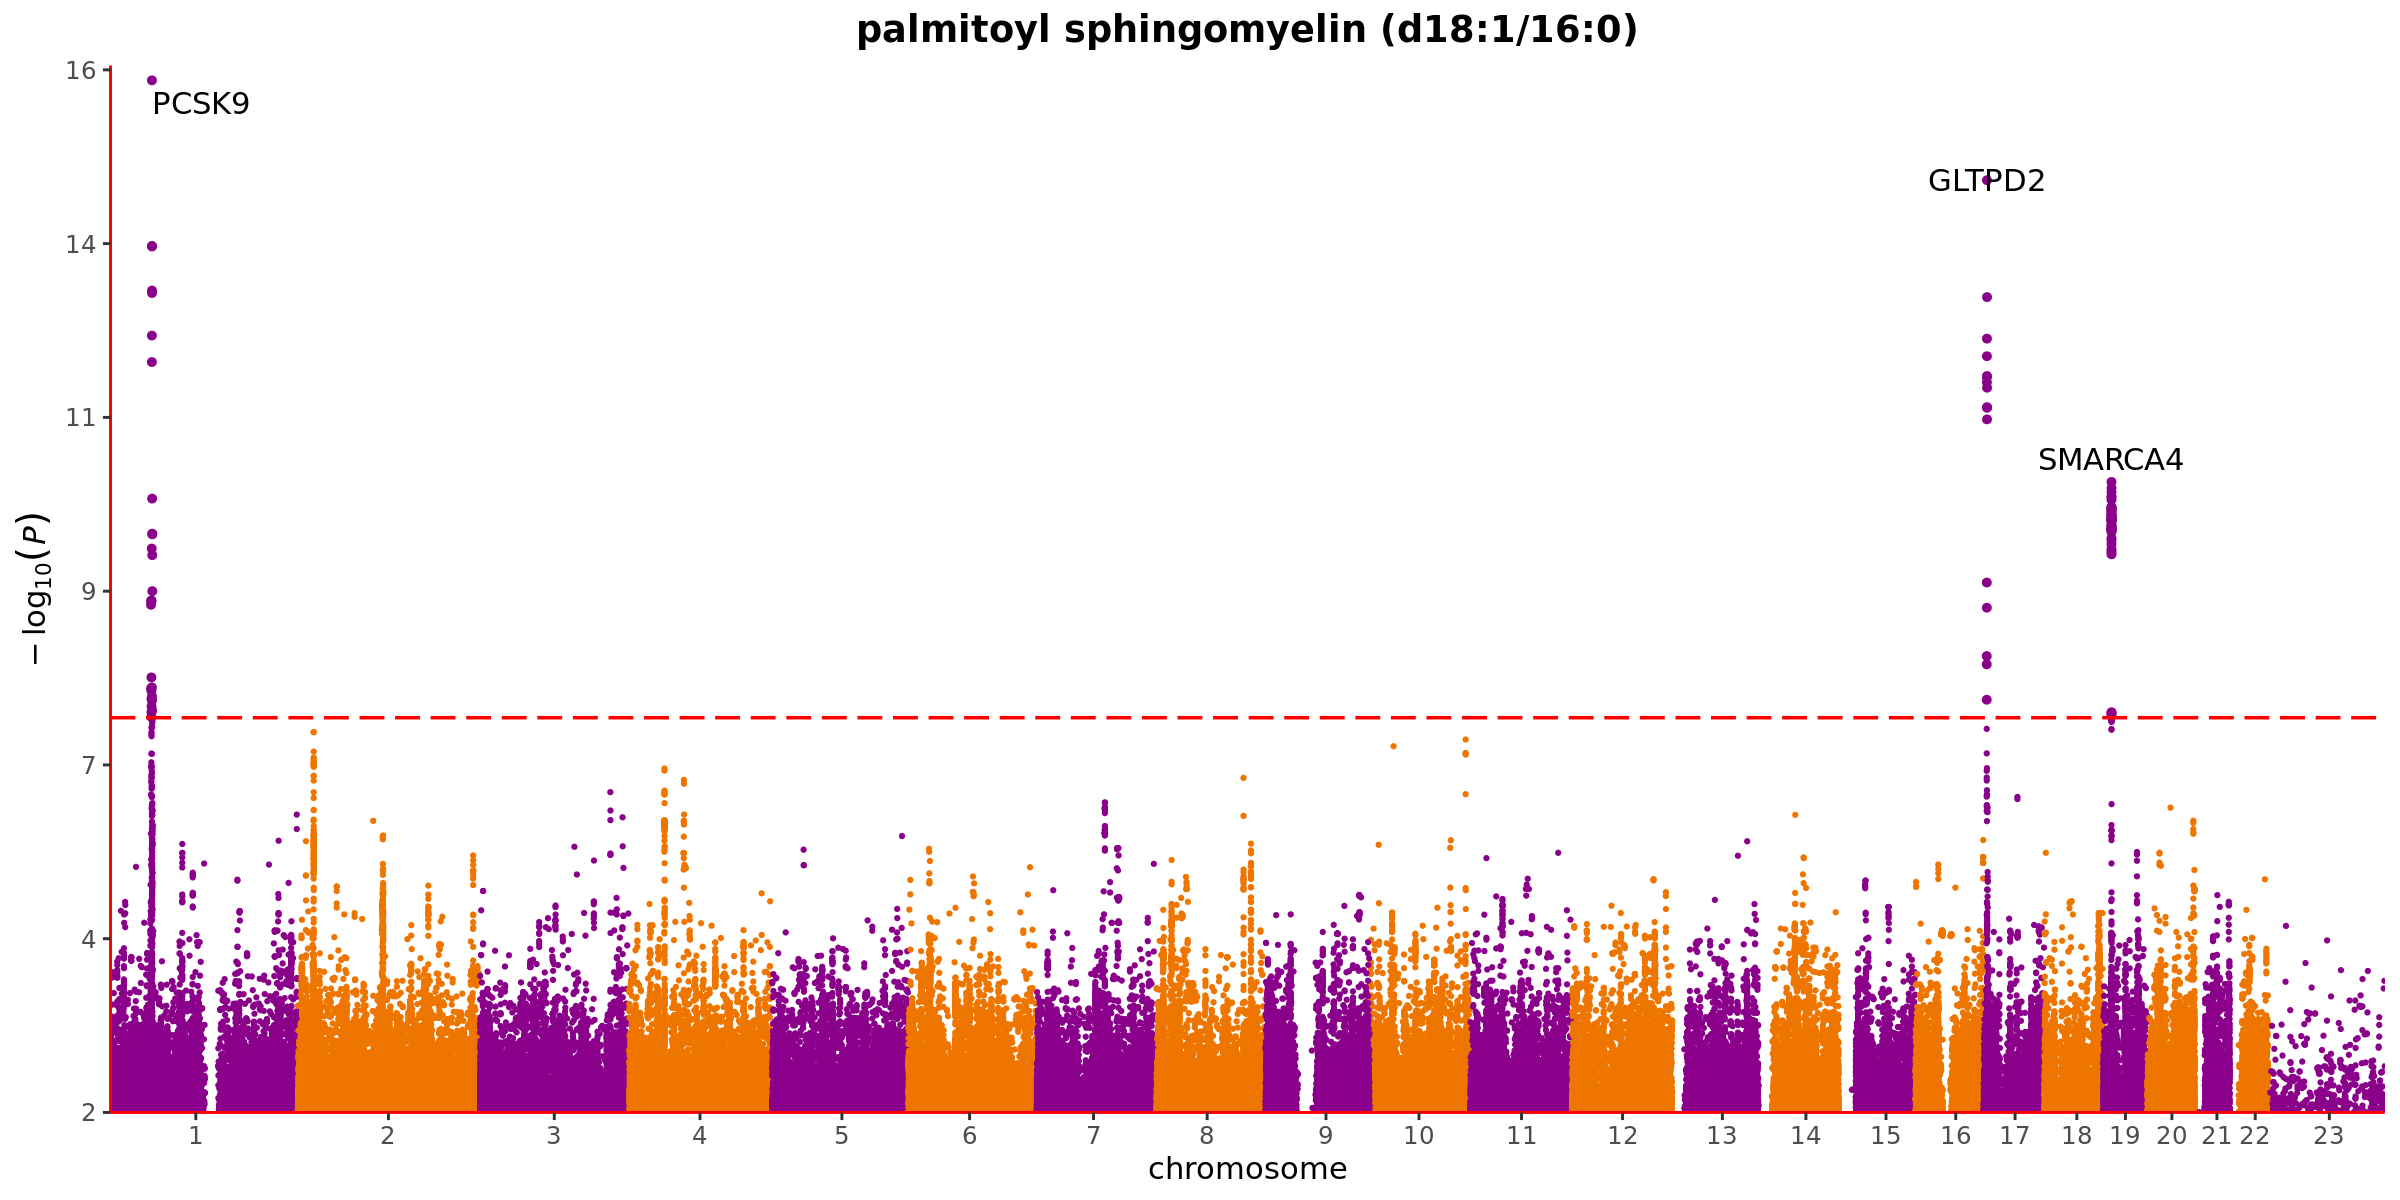 palmitoyl sphingomyelin (d18:1/16:0)
16
PCSK9
GLTPD2
14
11
SMARCA4
9
7
4
2
− log10(P)
1 2 3 4 5 6 7 8 9 10 11 12 13 14 15 16 17 18 19 20 21 22 23
chromosome